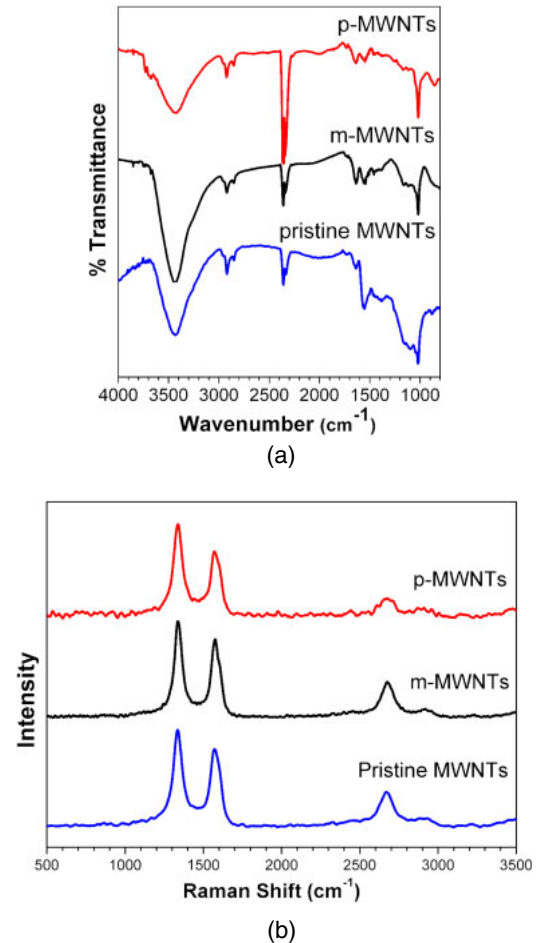 p-MWNTs
m-MWNTs
pristine MWNTs
% Transmittance
4000 3500 3000 2500 2000 1500 1000
Wavenumber (cm⁻¹)
(a)
p-MWNTs
m-MWNTs
Pristine MWNTs
Intensity
500 1000 1500 2000 2500 3000 3500
Raman Shift (cm⁻¹)
(b)